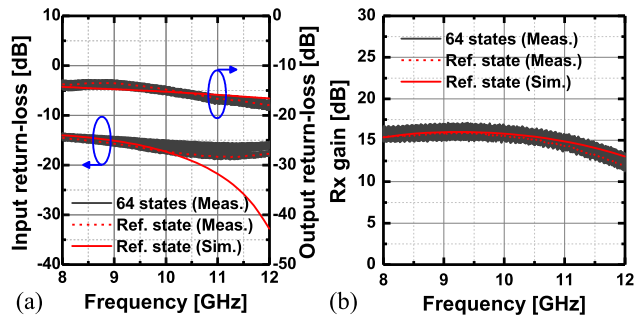 10
0
-10
-20
-30
-40
Input return-loss [dB]
0
-10
-20
-30
-40
-50
Output return-loss [dB]
64 states (Meas.)
Ref. state (Meas.)
Ref. state (Sim.)
8 9 10 11 12
Frequency [GHz]
(a)
30
25
20
15
10
5
0
Rx gain [dB]
64 states (Meas.)
Ref. state (Meas.)
Ref. state (Sim.)
8 9 10 11 12
Frequency [GHz]
(b)